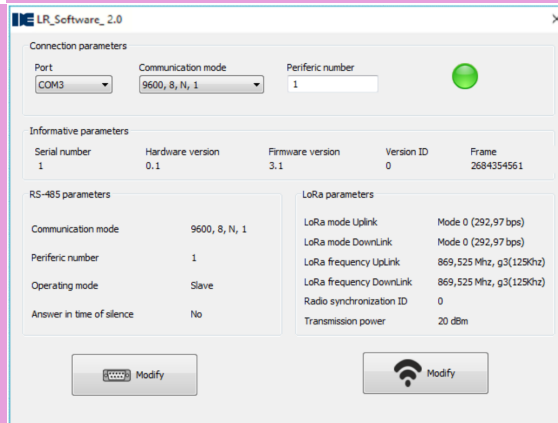 LR_Software_ 2.0
Connection parameters
Port Communication mode Periferic number
COM3 9600, 8, N, 1 1
Informative parameters
Serial number Hardware version Firmware version Version ID Frame
1 0.1 3.1 0 2684354561
RS-485 parameters
Communication mode 9600, 8, N, 1
Periferic number 1
Operating mode Slave
Answer in time of silence No
Modify
LoRa parameters
LoRa mode Uplink Mode 0 (292,97 bps)
LoRa mode DownLink Mode 0 (292,97 bps)
LoRa frequency UpLink 869,525 Mhz, g3(125Khz)
LoRa frequency DownLink 869,525 Mhz, g3(125Khz)
Radio synchronization ID 0
Transmission power 20 dBm
Modify